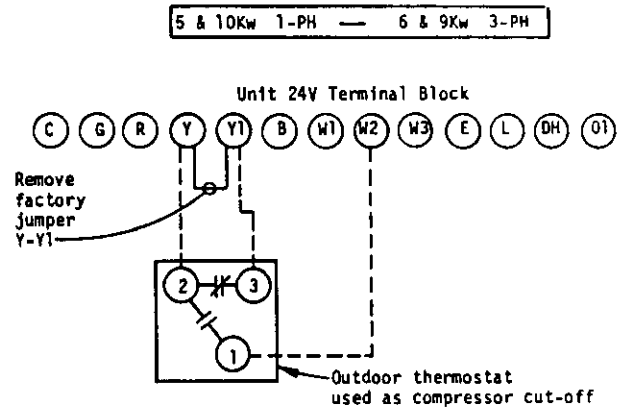 5 & 10Kw 1-PH — 6 & 9Kw 3-PH
Unit 24V Terminal Block
C G R Y Y1 B W1 W2 W3 E L DH O1
Remove
factory
jumper
Y-Y1
2 3
1
Outdoor thermostat
used as compressor cut-off